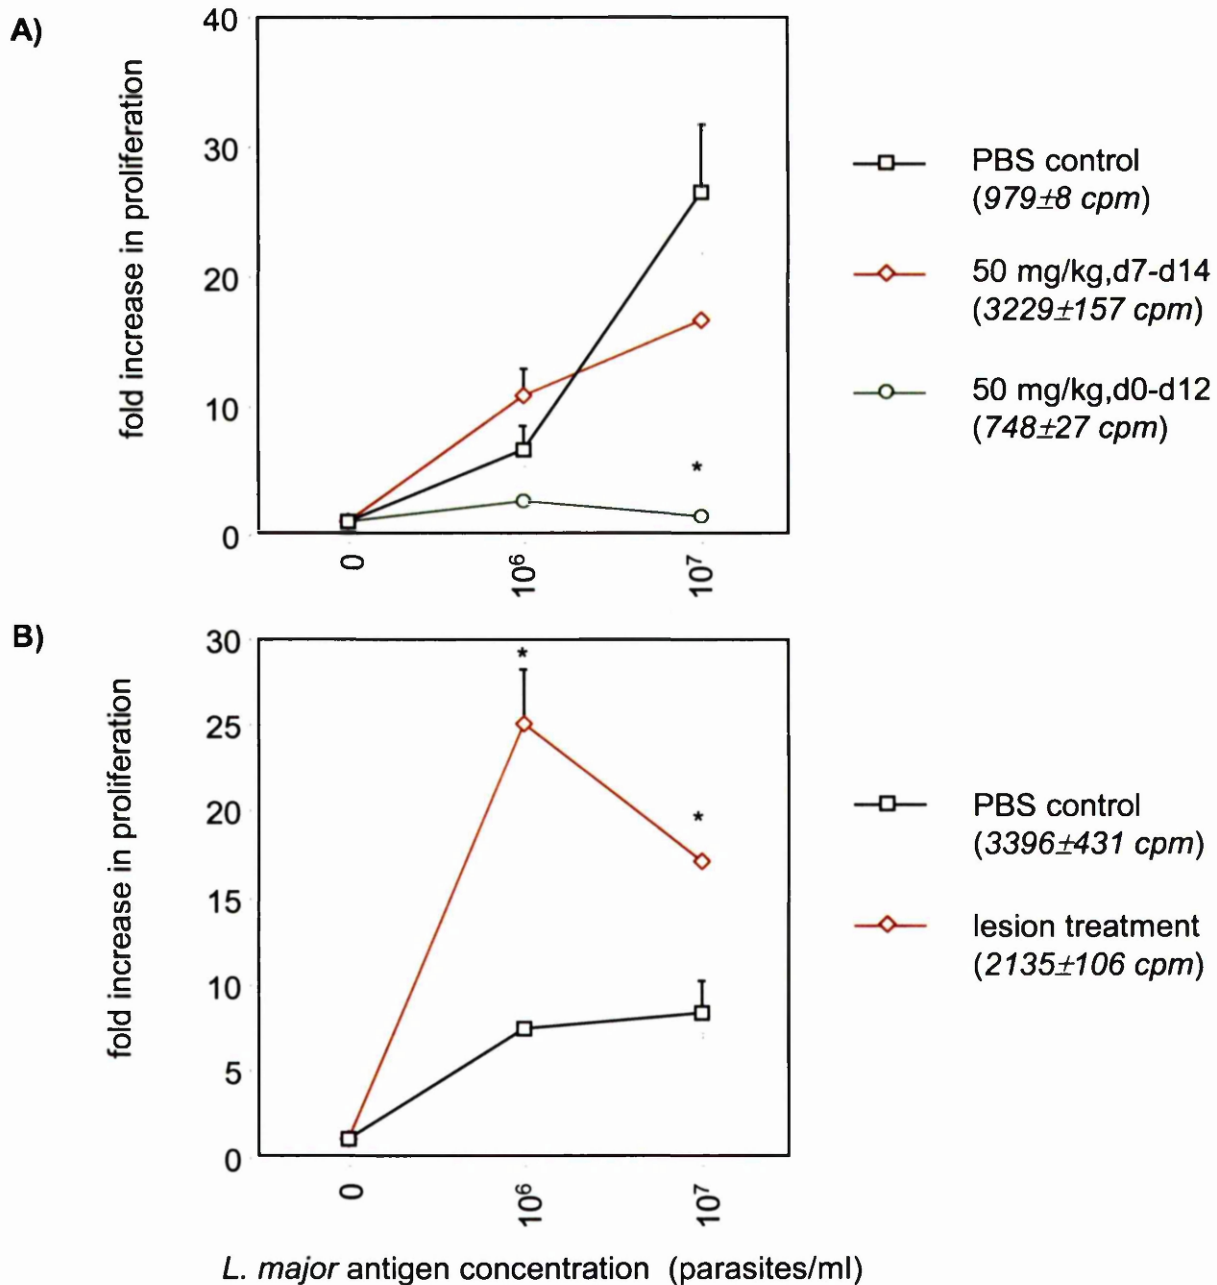 A)
fold increase in proliferation
40
30
20
10
0
0
10⁶
10⁷
*
PBS control
(979±8 cpm)
50 mg/kg,d7-d14
(3229±157 cpm)
50 mg/kg,d0-d12
(748±27 cpm)
B)
fold increase in proliferation
30
25
20
15
10
5
0
0
10⁶
10⁷
*
*
PBS control
(3396±431 cpm)
lesion treatment
(2135±106 cpm)
L. major antigen concentration (parasites/ml)